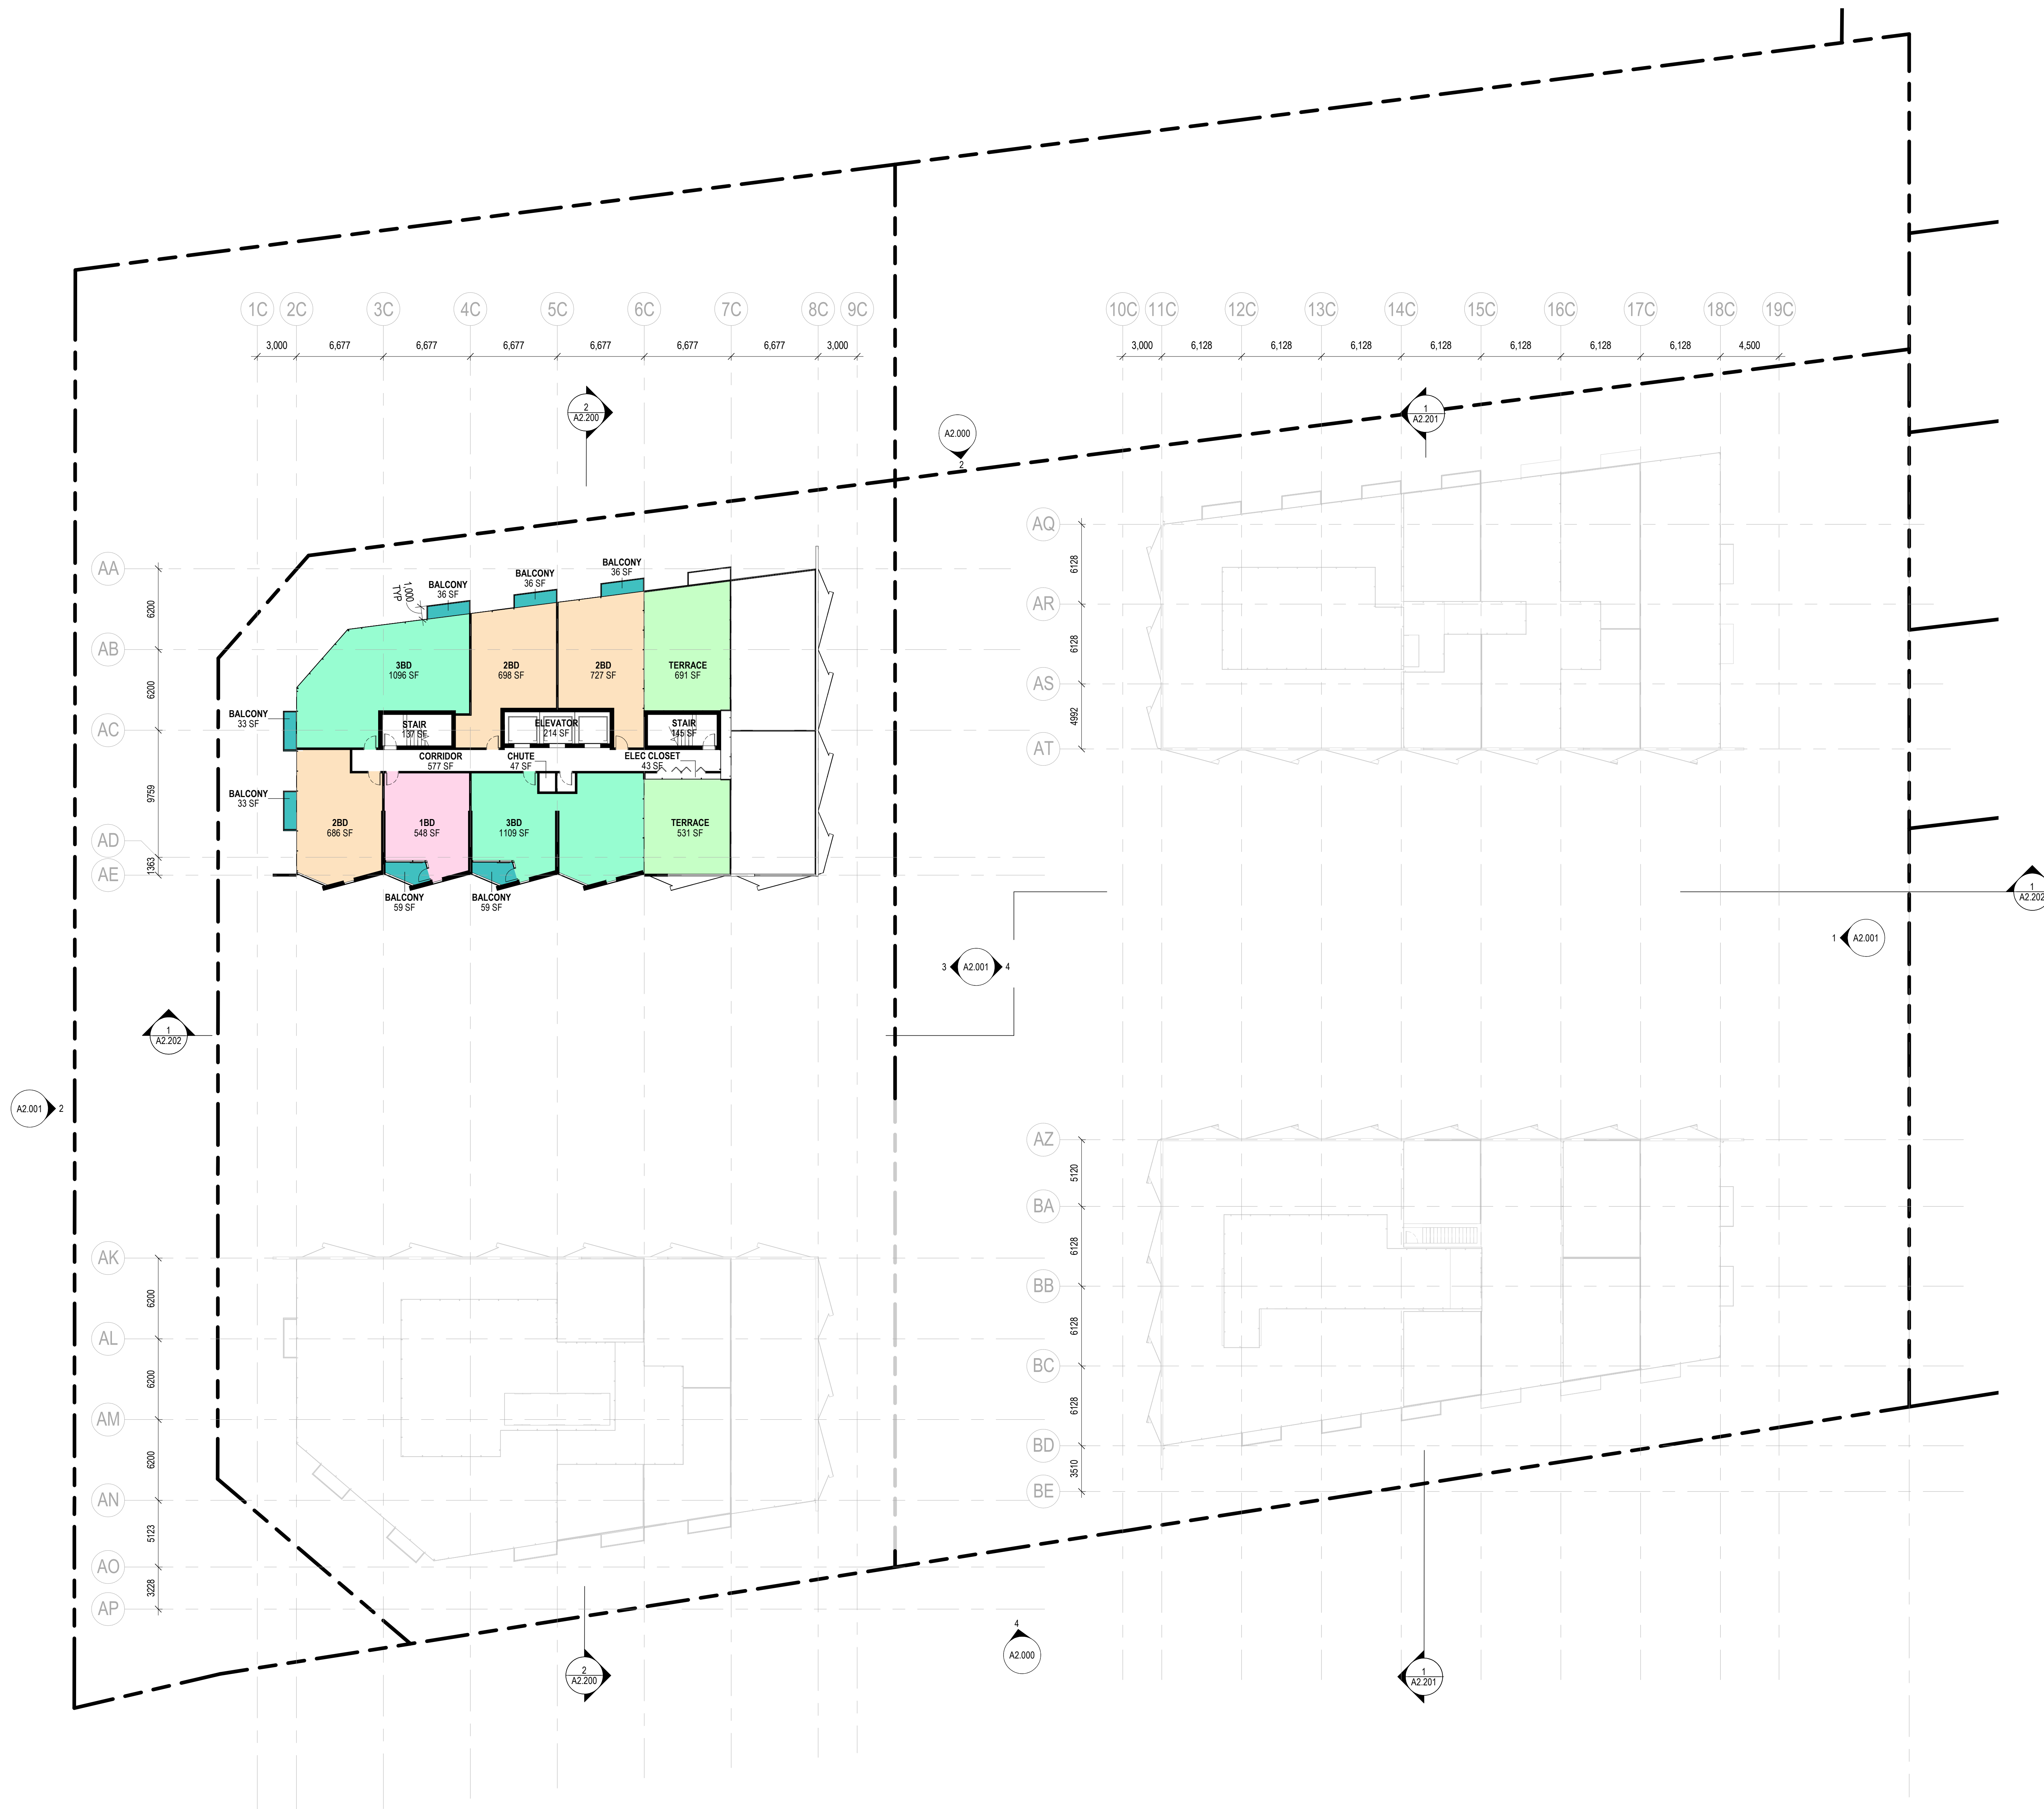 1C 2C 3C 4C 5C 6C 7C 8C 9C
10C 11C 12C 13C 14C 15C 16C 17C 18C 19C
3,000 6,677 6,677 6,677 6,677 6,677 6,677 3,000
3,000 6,128 6,128 6,128 6,128 6,128 6,128 6,128 4,500
2
A2.200
1
A2.201
A2.000
2
AA
6200
AB
6200
AC
9759
AD
1363
AE
AQ
6128
AR
6128
AS
4992
AT
BALCONY
36 SF
BALCONY
36 SF
BALCONY
36 SF
1,000
TYP
3BD
1096 SF
2BD
698 SF
2BD
727 SF
TERRACE
691 SF
BALCONY
33 SF
STAIR
137 SF
ELEVATOR
214 SF
STAIR
145 SF
CORRIDOR
577 SF
CHUTE
47 SF
ELEC CLOSET
43 SF
BALCONY
33 SF
2BD
686 SF
1BD
548 SF
3BD
1109 SF
TERRACE
531 SF
BALCONY
59 SF
BALCONY
59 SF
1
A2.202
1 A2.001
3 A2.001 4
1
A2.202
A2.001 2
AZ
5120
BA
6128
BB
6128
BC
6128
BD
3510
BE
AK
6200
AL
6200
AM
6200
AN
5123
AO
3228
AP
4
A2.000
2
A2.200
1
A2.201